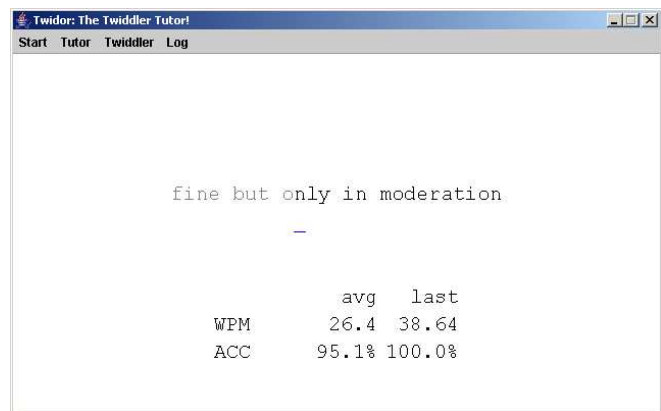 Twidor: The Twiddler Tutor!
Start Tutor Twiddler Log
fine but only in moderation
_
avg last
WPM 26.4 38.64
ACC 95.1% 100.0%